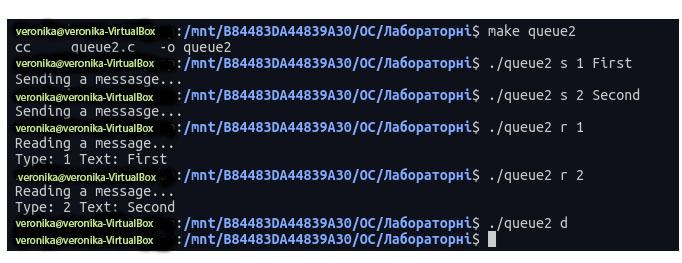 veronika@veronika-VirtualBox :/mnt/B84483DA44839A30/ОС/Лабораторні$ make queue2
cc queue2.c -o queue2
veronika@veronika-VirtualBox :/mnt/B84483DA44839A30/ОС/Лабораторні$ ./queue2 s 1 First
Sending a messasge...
veronika@veronika-VirtualBox :/mnt/B84483DA44839A30/ОС/Лабораторні$ ./queue2 s 2 Second
Sending a messasge...
veronika@veronika-VirtualBox :/mnt/B84483DA44839A30/ОС/Лабораторні$ ./queue2 r 1
Reading a message...
Type: 1 Text: First
veronika@veronika-VirtualBox :/mnt/B84483DA44839A30/ОС/Лабораторні$ ./queue2 r 2
Reading a message...
Type: 2 Text: Second
veronika@veronika-VirtualBox :/mnt/B84483DA44839A30/ОС/Лабораторні$ ./queue2 d
veronika@veronika-VirtualBox :/mnt/B84483DA44839A30/ОС/Лабораторні$